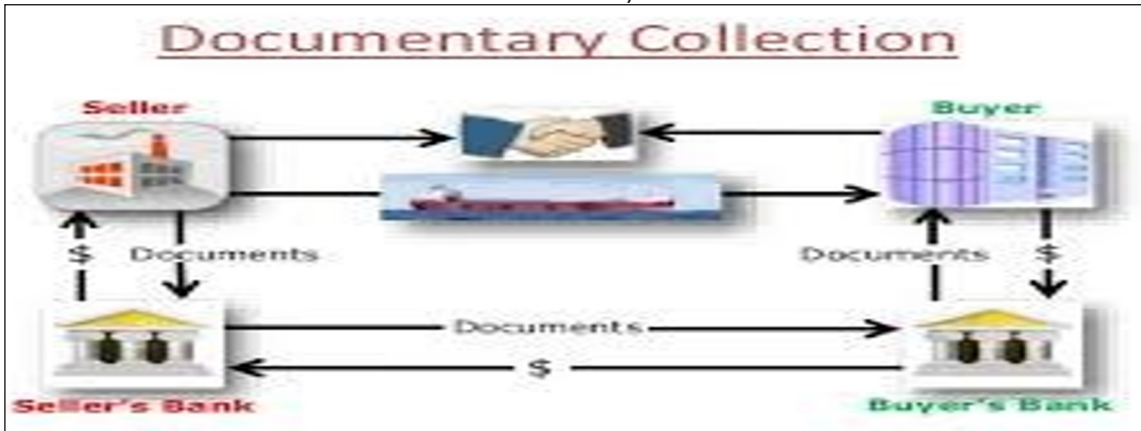 Documentary Collection
Seller
Buyer
$ Documents
Documents $
Documents
$
Seller's Bank
Buyer's Bank